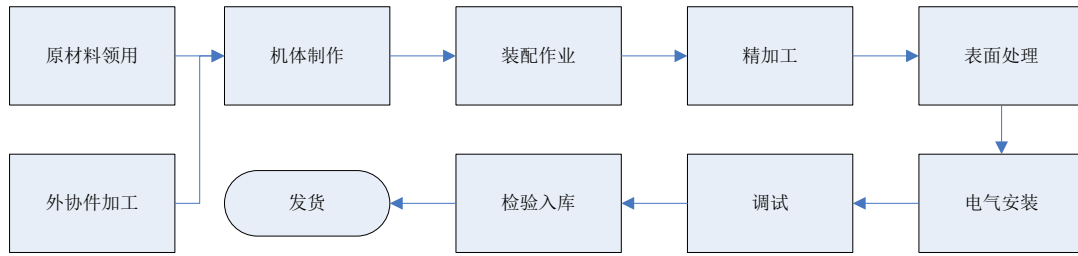 原材料领用
机体制作
装配作业
精加工
表面处理
外协件加工
发货
检验入库
调试
电气安装